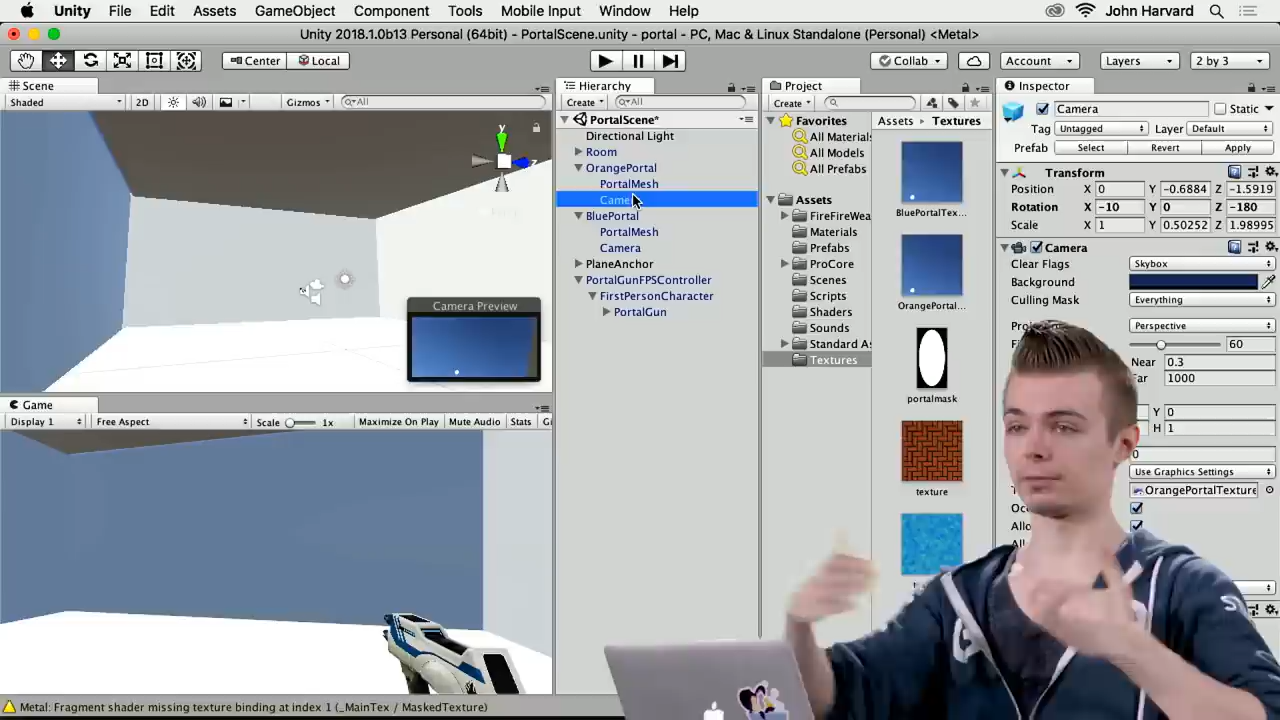 Unity File Edit Assets GameObject Component Tools Mobile Input Window Help John Harvard
Unity 2018.1.0b13 Personal (64bit) - PortalScene.unity - portal - PC, Mac & Linux Standalone (Personal) <Metal>
Center Local Collab Account Layers 2 by 3
Scene
Shaded 2D Gizmos All
y
z
Camera Preview
Game
Display 1 Free Aspect Scale 1x Maximize On Play Mute Audio Stats
Hierarchy
Create All
PortalScene*
Directional Light
Room
OrangePortal
PortalMesh
BluePortal
PortalMesh
Camera
PlaneAnchor
PortalGunFPSController
FirstPersonCharacter
PortalGun
Project
Create
Favorites
All Materials
All Models
All Prefabs
Assets
FireFireWea
Materials
Prefabs
ProCore
Scenes
Scripts
Shaders
Sounds
Standard As
Textures
Assets Textures
BluePortalTex...
OrangePortal...
portalmask
texture
Inspector
Camera Static
Tag Untagged Layer Default
Prefab Select Revert Apply
Transform
Position X 0 Y -0.6884 Z -1.5919
Rotation X -10 Y 0 Z -180
Scale X 1 Y 0.50252 Z 1.98995
Camera
Clear Flags Skybox
Background
Culling Mask Everything
Perspective
60
Near 0.3
Far 1000
Y 0
H 1
0
Use Graphics Settings
OrangePortalTexture
Metal: Fragment shader missing texture binding at index 1 (_MainTex / MaskedTexture)